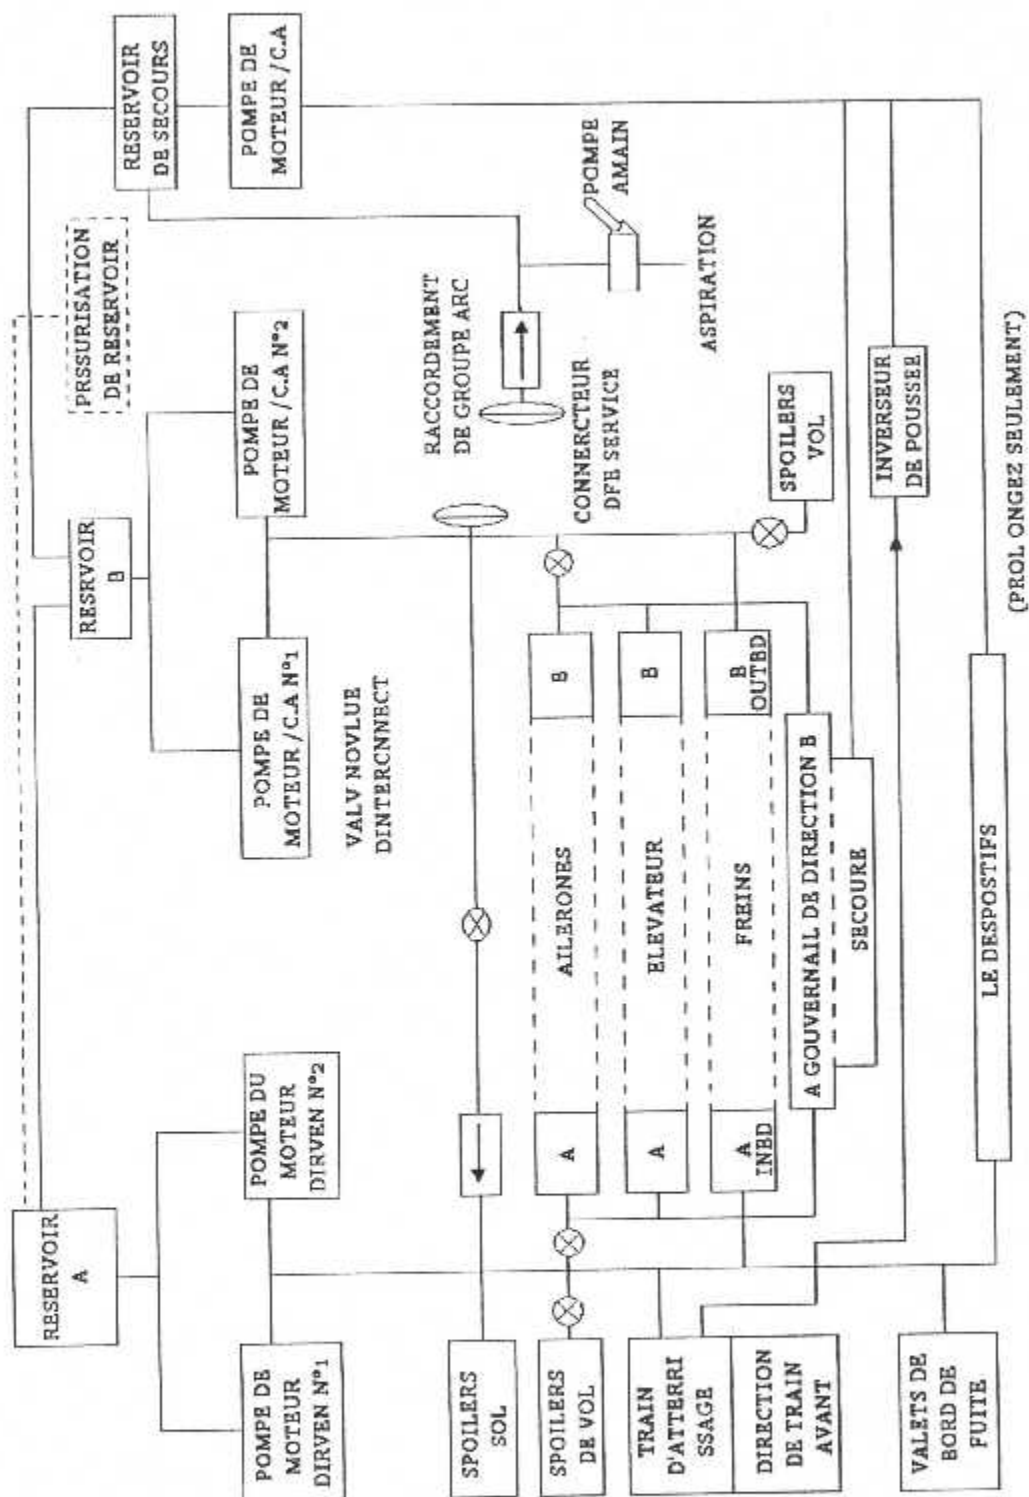 RESERVOIR
A
RESRVOIR
B
PRSSURISATION
DE RESERVOIR
RESERVOIR
DE SECOURS
POMPE DE
MOTEUR
DIRVEN N°1
POMPE DU
MOTEUR
DIRVEN N°2
POMPE DE
MOTEUR / C.A N°1
POMPE DE
MOTEUR / C.A N°2
POMPE DE
MOTEUR / C.A
VALV NOVLUE
DINTERCNNECT
RACCORDEMENT
DE GROUPE ARC
CONNERCTEUR
DFE SERVICE
POMPE
AMAIN
ASPIRATION
SPOILERS
SOL
SPOILERS
DE VOL
A
AILERONES
B
A
ELEVATEUR
B
A
INBD
FREINS
B
OUTBD
SPOILERS
VOL
TRAIN
D'ATTERRI
SSAGE
DIRECTION
DE TRAIN
AVANT
A GOUVERNAIL DE DIRECTION B
SECOURE
INVERSEUR
DE POUSSEE
VALETS DE
BORD DE
FUITE
LE DESPOSTIFS
(PROL ONGEZ SEULEMENT)